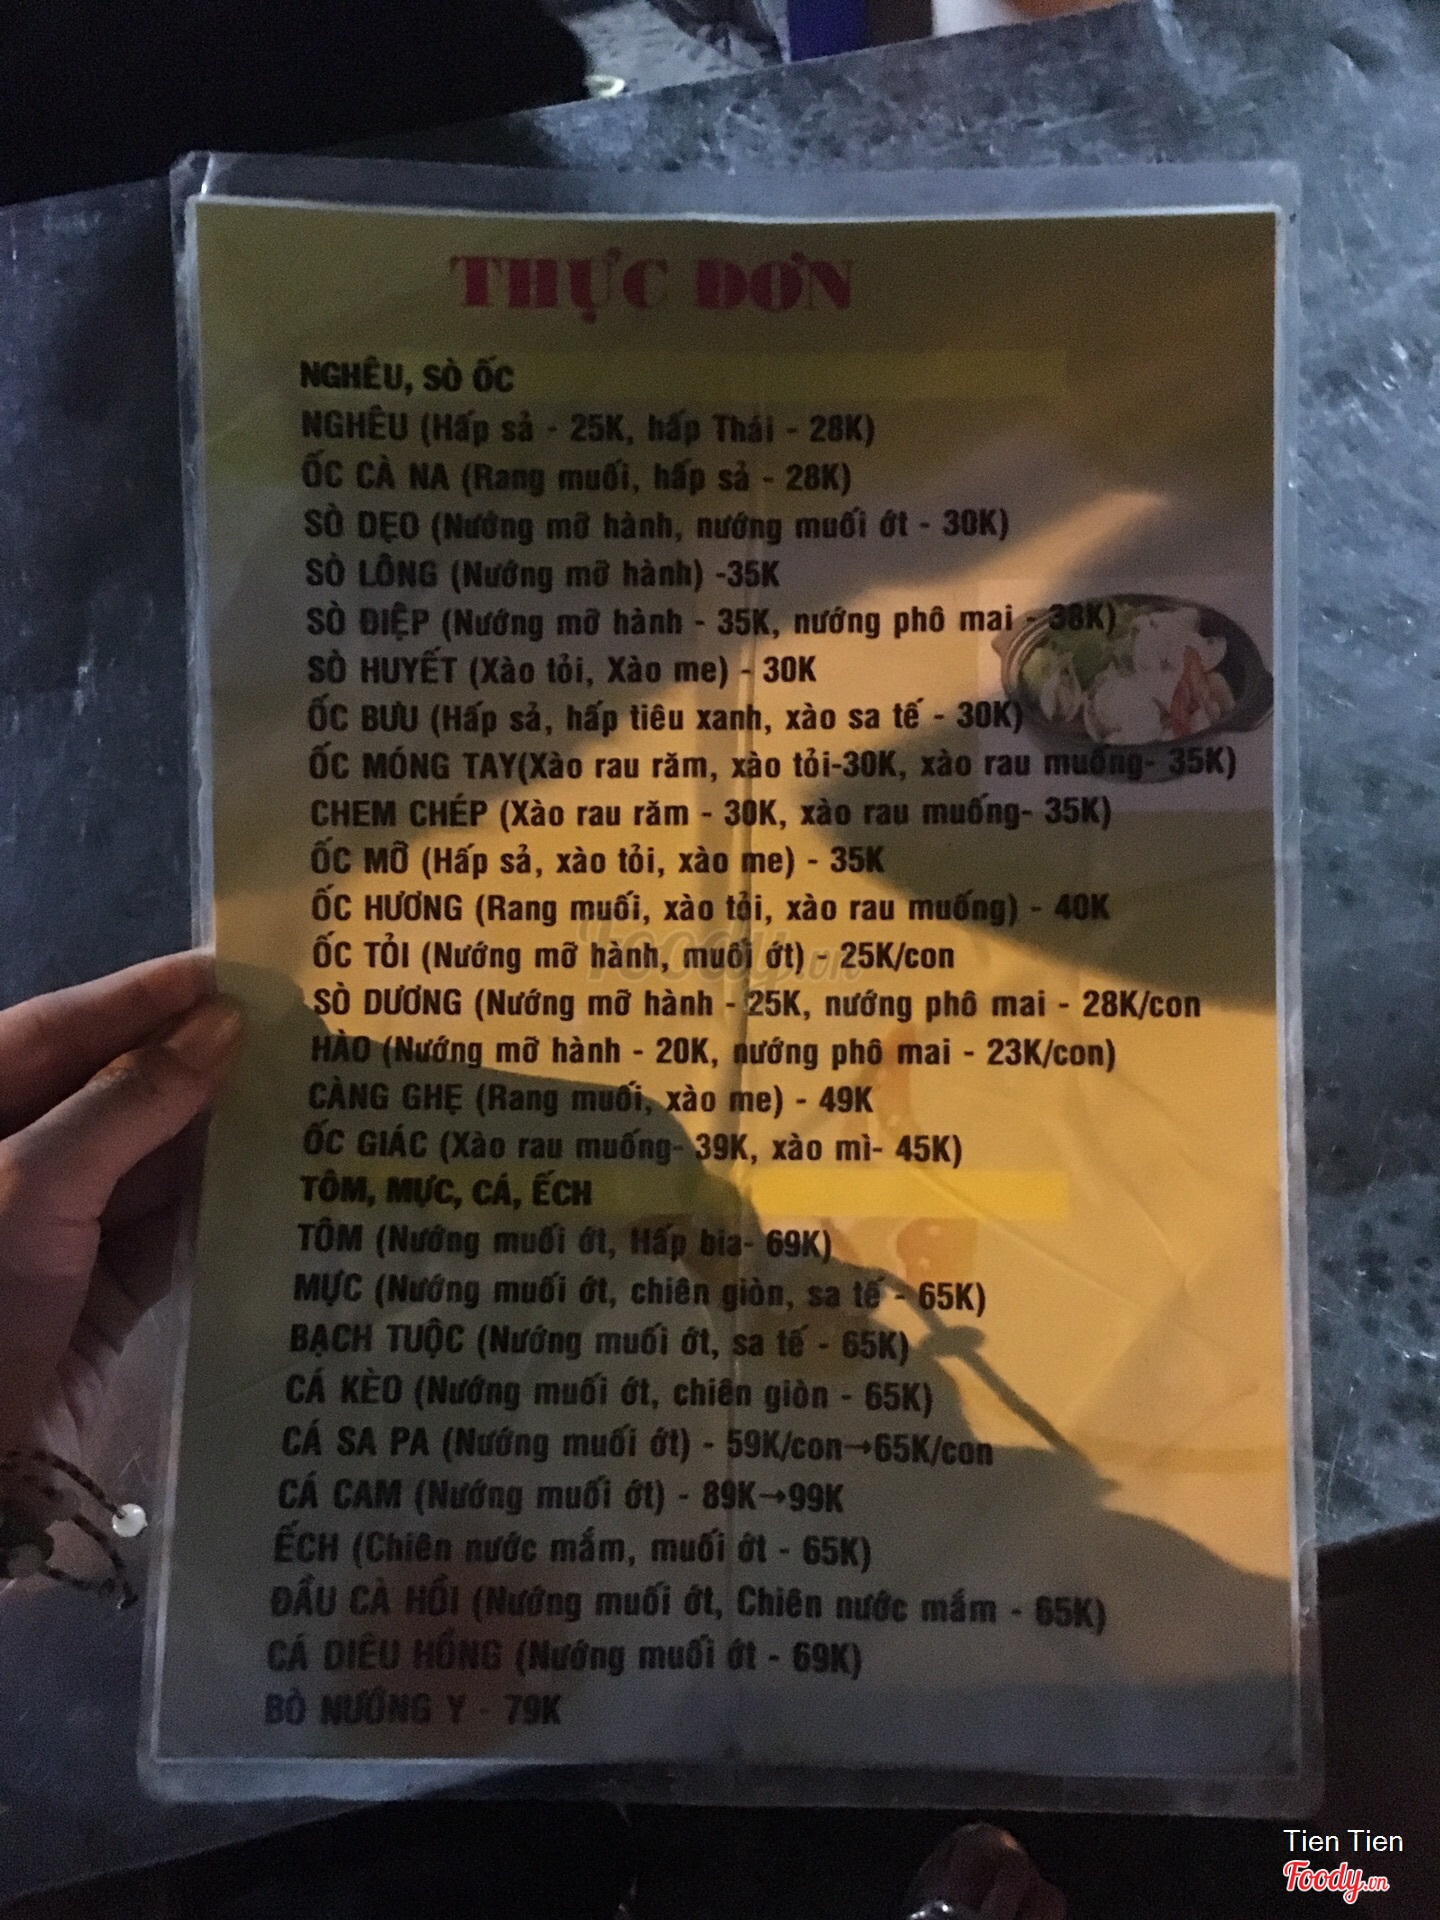 THỰC ĐƠN
NGHÊU, SÒ ỐC
NGHÊU (Hấp sả - 25K, hấp Thái - 28K)
ỐC CÀ NA (Rang muối, hấp sả - 28K)
SÒ DẸO (Nướng mỡ hành, nướng muối ớt - 30K)
SÒ LÔNG (Nướng mỡ hành) -35K
SÒ ĐIỆP (Nướng mỡ hành - 35K, nướng phô mai - 38K)
SÒ HUYẾT (Xào tỏi, Xào me) - 30K
ỐC BƯU (Hấp sả, hấp tiêu xanh, xào sa tế - 30K)
ỐC MÓNG TAY(Xào rau răm, xào tỏi-30K, xào rau muống- 35K)
CHEM CHÉP (Xào rau răm - 30K, xào rau muống- 35K)
ỐC MỠ (Hấp sả, xào tỏi, xào me) - 35K
ỐC HƯƠNG (Rang muối, xào tỏi, xào rau muống) - 40K
ỐC TỎI (Nướng mỡ hành, muối ớt) - 25K/con
SÒ DƯƠNG (Nướng mỡ hành - 25K, nướng phô mai - 28K/con
HÀO (Nướng mỡ hành - 20K, nướng phô mai - 23K/con)
CÀNG GHẸ (Rang muối, xào me) - 49K
ỐC GIÁC (Xào rau muống- 39K, xào mì- 45K)
TÔM, MỰC, CÁ, ẾCH
TÔM (Nướng muối ớt, Hấp bia- 69K)
MỰC (Nướng muối ớt, chiên giòn, sa tế - 65K)
BẠCH TUỘC (Nướng muối ớt, sa tế - 65K)
CÁ KÈO (Nướng muối ớt, chiên giòn - 65K)
CÁ SA PA (Nướng muối ớt) - 59K/con→65K/con
CÁ CAM (Nướng muối ớt) - 89K→99K
ẾCH (Chiên nước mắm, muối ớt - 65K)
ĐẦU CÀ HỒI (Nướng muối ớt, Chiên nước mắm - 65K)
CÁ DIÊU HỒNG (Nướng muối ớt - 69K)
BÒ NƯỚNG Y - 79K
Foody.vn
Tien Tien
Foody.vn